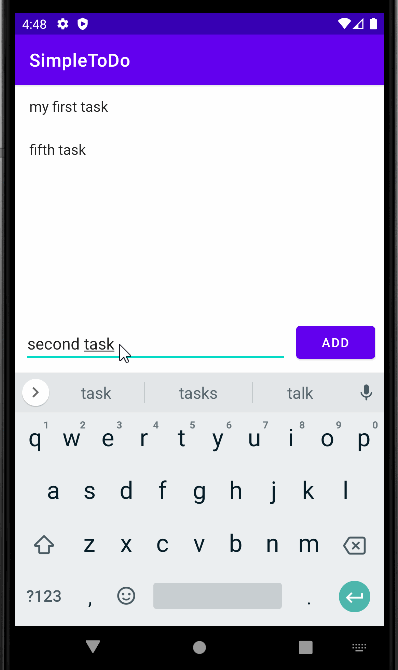 4:48
SimpleToDo
my first task
fifth task
second task
ADD
task tasks talk
1 2 3 4 5 6 7 8 9 0
q w e r t y u i o p
a s d f g h j k l
z x c v b n m
?123 , .